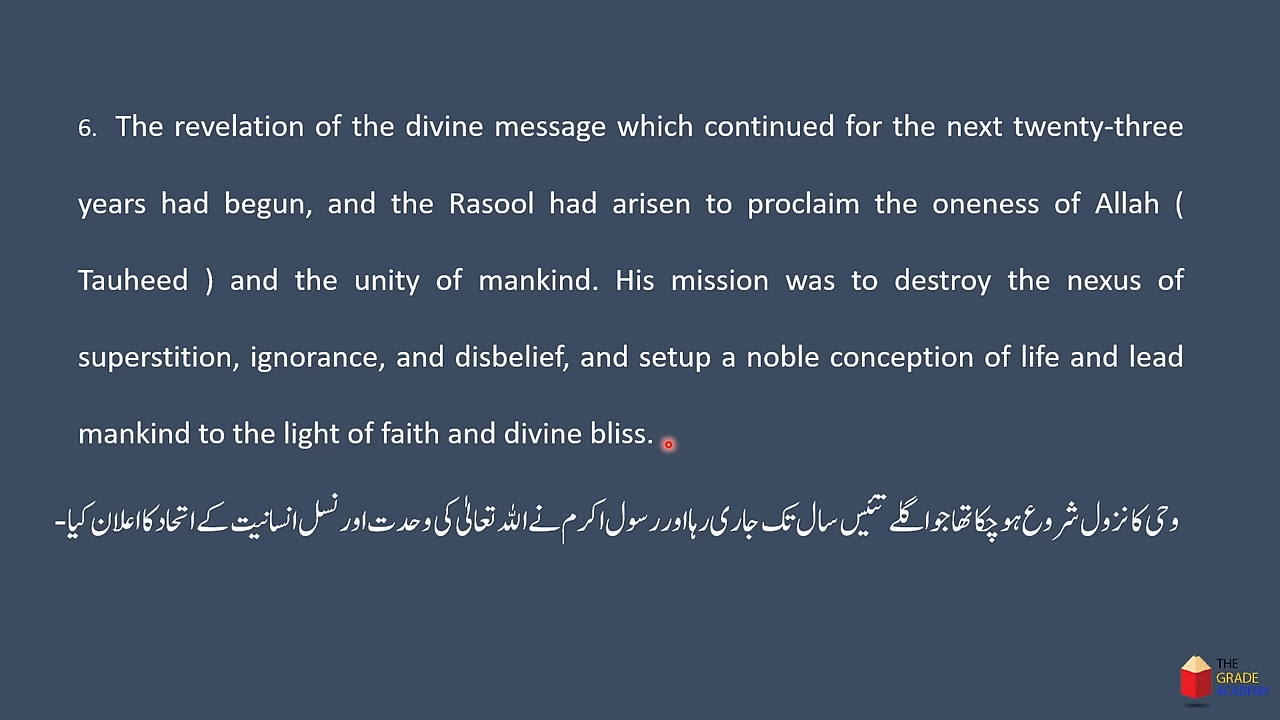 6. The revelation of the divine message which continued for the next twenty-three
years had begun, and the Rasool had arisen to proclaim the oneness of Allah (
Tauheed ) and the unity of mankind. His mission was to destroy the nexus of
superstition, ignorance, and disbelief, and setup a noble conception of life and lead
mankind to the light of faith and divine bliss.
وحی کا نزول شروع ہو چکا تھا جو اگلے تئیس سال تک جاری رہا اور رسول اکرم نے اللہ تعالیٰ کی وحدت اور نسل انسانیت کے اتحاد کا اعلان کیا-
THE
GRADE
ACADEMY